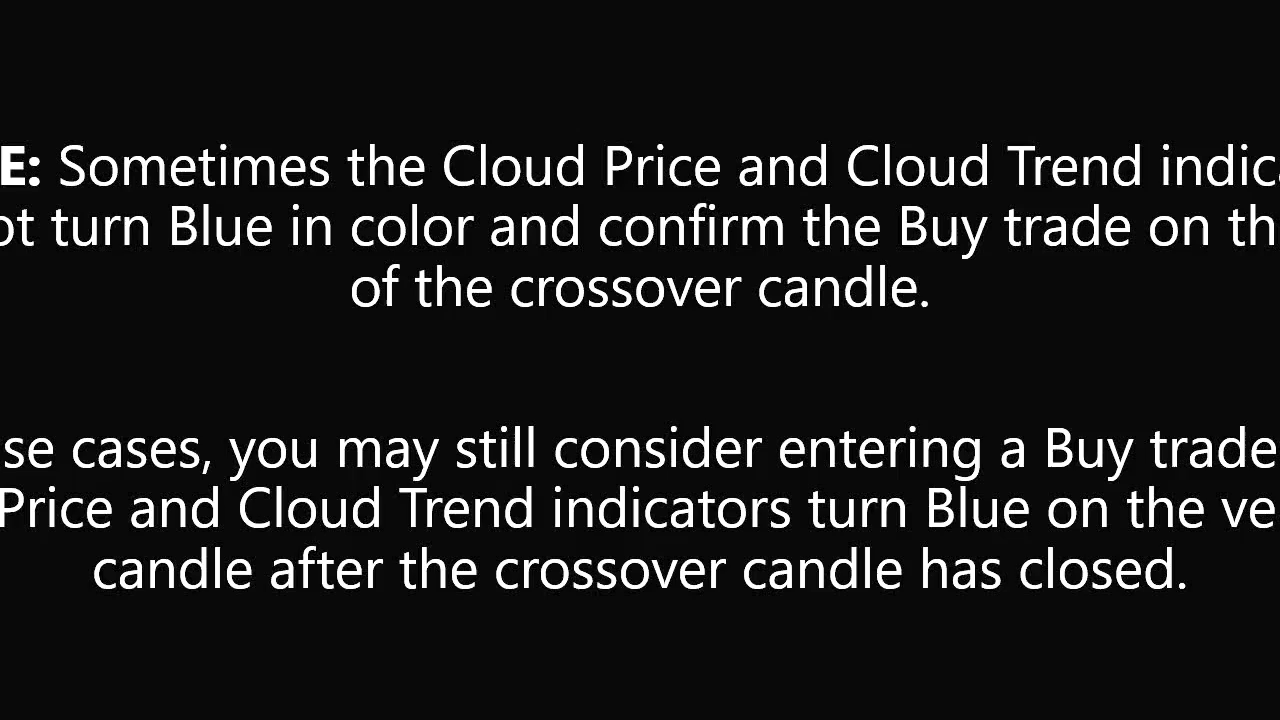 E: Sometimes the Cloud Price and Cloud Trend indica
ot turn Blue in color and confirm the Buy trade on th
of the crossover candle.
se cases, you may still consider entering a Buy trade
Price and Cloud Trend indicators turn Blue on the ve
candle after the crossover candle has closed.